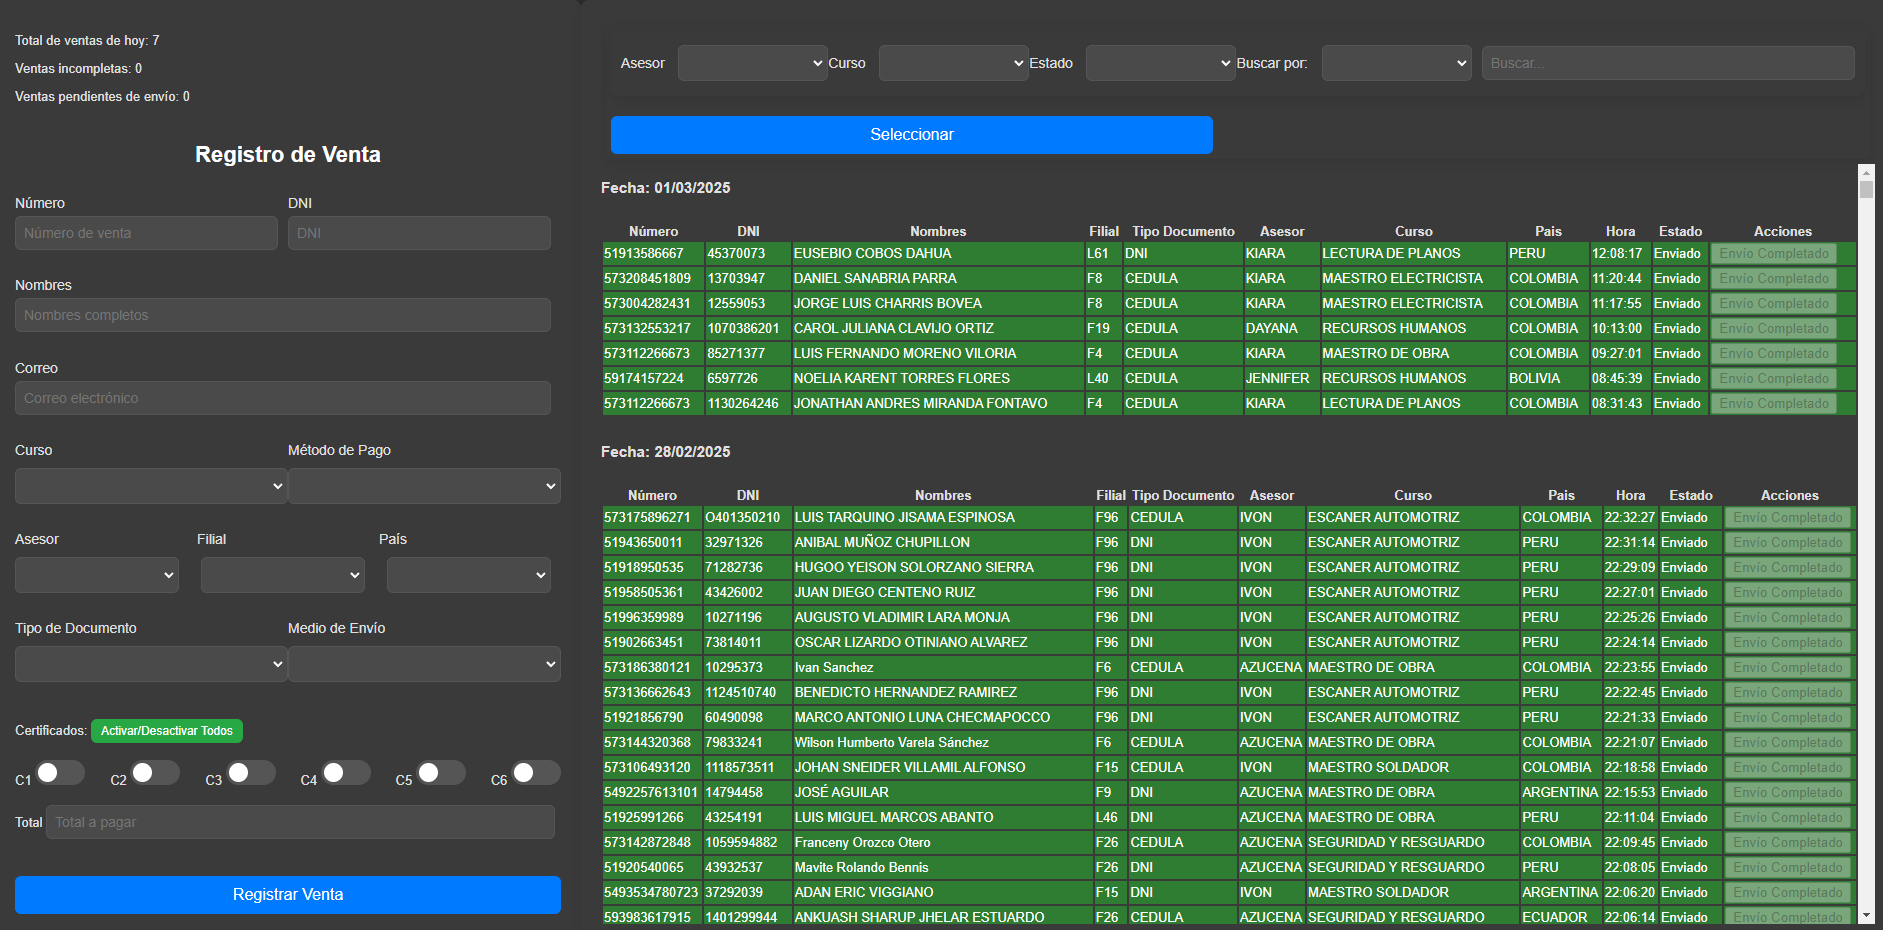 Total de ventas de hoy: 7
Ventas incompletas: 0
Ventas pendientes de envío: 0
Registro de Venta
Número DNI
Número de venta DNI
Nombres
Nombres completos
Correo
Correo electrónico
Curso Método de Pago
Asesor Filial País
Tipo de Documento Medio de Envío
Certificados: Activar/Desactivar Todos
C1 C2 C3 C4 C5 C6
Total Total a pagar
Registrar Venta
Asesor Curso Estado Buscar por: Buscar...
Seleccionar
Fecha: 01/03/2025
Número DNI Nombres Filial Tipo Documento Asesor Curso Pais Hora Estado Acciones
51913586667 45370073 EUSEBIO COBOS DAHUA L61 DNI KIARA LECTURA DE PLANOS PERU 12:08:17 Enviado Envío Completado
573208451809 13703947 DANIEL SANABRIA PARRA F8 CEDULA KIARA MAESTRO ELECTRICISTA COLOMBIA 11:20:44 Enviado Envío Completado
573004282431 12559053 JORGE LUIS CHARRIS BOVEA F8 CEDULA KIARA MAESTRO ELECTRICISTA COLOMBIA 11:17:55 Enviado Envío Completado
573132553217 1070386201 CAROL JULIANA CLAVIJO ORTIZ F19 CEDULA DAYANA RECURSOS HUMANOS COLOMBIA 10:13:00 Enviado Envío Completado
573112266673 85271377 LUIS FERNANDO MORENO VILORIA F4 CEDULA KIARA MAESTRO DE OBRA COLOMBIA 09:27:01 Enviado Envío Completado
59174157224 6597726 NOELIA KARENT TORRES FLORES L40 CEDULA JENNIFER RECURSOS HUMANOS BOLIVIA 08:45:39 Enviado Envío Completado
573112266673 1130264246 JONATHAN ANDRES MIRANDA FONTAVO F4 CEDULA KIARA LECTURA DE PLANOS COLOMBIA 08:31:43 Enviado Envío Completado
Fecha: 28/02/2025
Número DNI Nombres Filial Tipo Documento Asesor Curso Pais Hora Estado Acciones
573175896271 O401350210 LUIS TARQUINO JISAMA ESPINOSA F96 CEDULA IVON ESCANER AUTOMOTRIZ COLOMBIA 22:32:27 Enviado Envío Completado
51943650011 32971326 ANIBAL MUÑOZ CHUPILLON F96 DNI IVON ESCANER AUTOMOTRIZ PERU 22:31:14 Enviado Envío Completado
51918950535 71282736 HUGOO YEISON SOLORZANO SIERRA F96 DNI IVON ESCANER AUTOMOTRIZ PERU 22:29:09 Enviado Envío Completado
51958505361 43426002 JUAN DIEGO CENTENO RUIZ F96 DNI IVON ESCANER AUTOMOTRIZ PERU 22:27:01 Enviado Envío Completado
51996359989 10271196 AUGUSTO VLADIMIR LARA MONJA F96 DNI IVON ESCANER AUTOMOTRIZ PERU 22:25:26 Enviado Envío Completado
51902663451 73814011 OSCAR LIZARDO OTINIANO ALVAREZ F96 DNI IVON ESCANER AUTOMOTRIZ PERU 22:24:14 Enviado Envío Completado
573186380121 10295373 Ivan Sanchez F6 CEDULA AZUCENA MAESTRO DE OBRA COLOMBIA 22:23:55 Enviado Envío Completado
573136662643 1124510740 BENEDICTO HERNANDEZ RAMIREZ F96 DNI IVON ESCANER AUTOMOTRIZ PERU 22:22:45 Enviado Envío Completado
51921856790 60490098 MARCO ANTONIO LUNA CHECMAPOCCO F96 DNI IVON ESCANER AUTOMOTRIZ PERU 22:21:33 Enviado Envío Completado
573144320368 79833241 Wilson Humberto Varela Sánchez F6 CEDULA AZUCENA MAESTRO DE OBRA COLOMBIA 22:21:07 Enviado Envío Completado
573106493120 1118573511 JOHAN SNEIDER VILLAMIL ALFONSO F15 CEDULA IVON MAESTRO SOLDADOR COLOMBIA 22:18:58 Enviado Envío Completado
5492257613101 14794458 JOSÉ AGUILAR F9 DNI AZUCENA MAESTRO DE OBRA ARGENTINA 22:15:53 Enviado Envío Completado
51925991266 43254191 LUIS MIGUEL MARCOS ABANTO L46 DNI AZUCENA MAESTRO DE OBRA PERU 22:11:04 Enviado Envío Completado
573142872848 1059594882 Franceny Orozco Otero F26 CEDULA AZUCENA SEGURIDAD Y RESGUARDO COLOMBIA 22:09:45 Enviado Envío Completado
51920540065 43932537 Mavite Rolando Bennis F26 DNI AZUCENA SEGURIDAD Y RESGUARDO PERU 22:08:05 Enviado Envío Completado
5493534780723 37292039 ADAN ERIC VIGGIANO F15 DNI IVON MAESTRO SOLDADOR ARGENTINA 22:06:20 Enviado Envío Completado
593983617915 1401299944 ANKUASH SHARUP JHELAR ESTUARDO F26 CEDULA AZUCENA SEGURIDAD Y RESGUARDO ECUADOR 22:06:14 Enviado Envío Completado